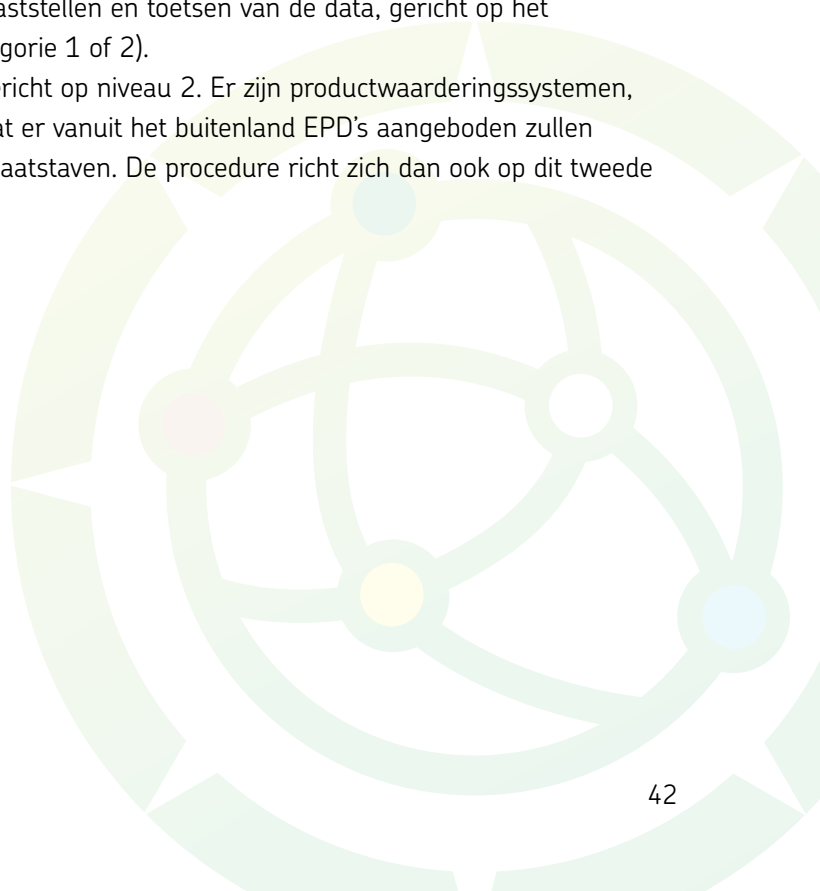 aststellen en toetsen van de data, gericht op het
gorie 1 of 2).
ericht op niveau 2. Er zijn productwaarderingssystemen,
at er vanuit het buitenland EPD's aangeboden zullen
aatstaven. De procedure richt zich dan ook op dit tweede
42